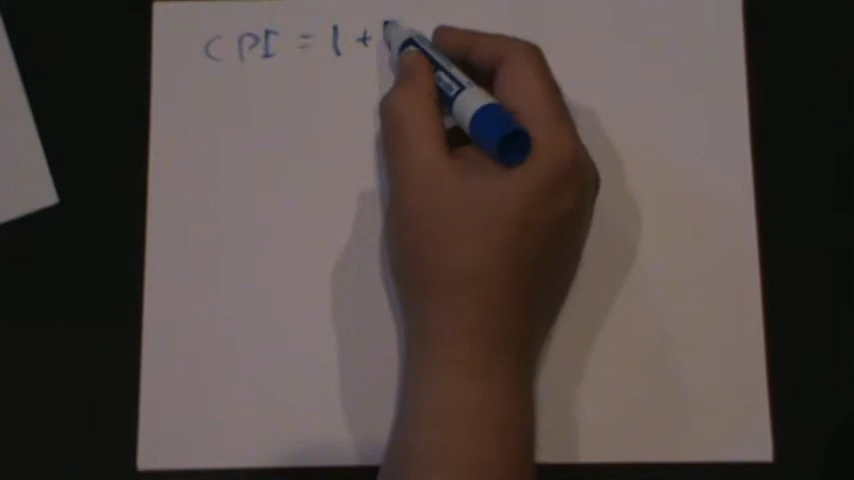 CPI = 1 +